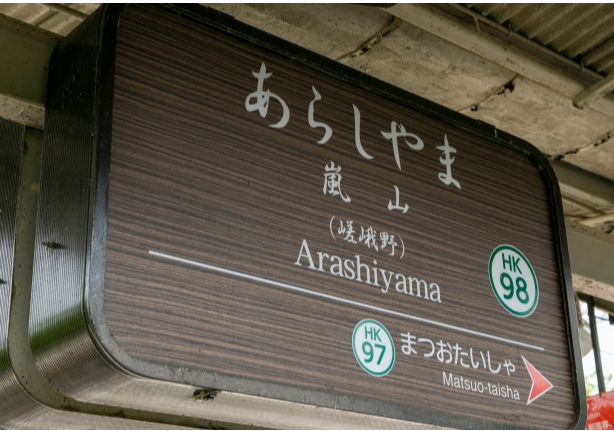 あらしやま
嵐山
(嵯峨野)
Arashiyama
HK
98
HK
97
まつおたいしゃ
Matsuo-taisha